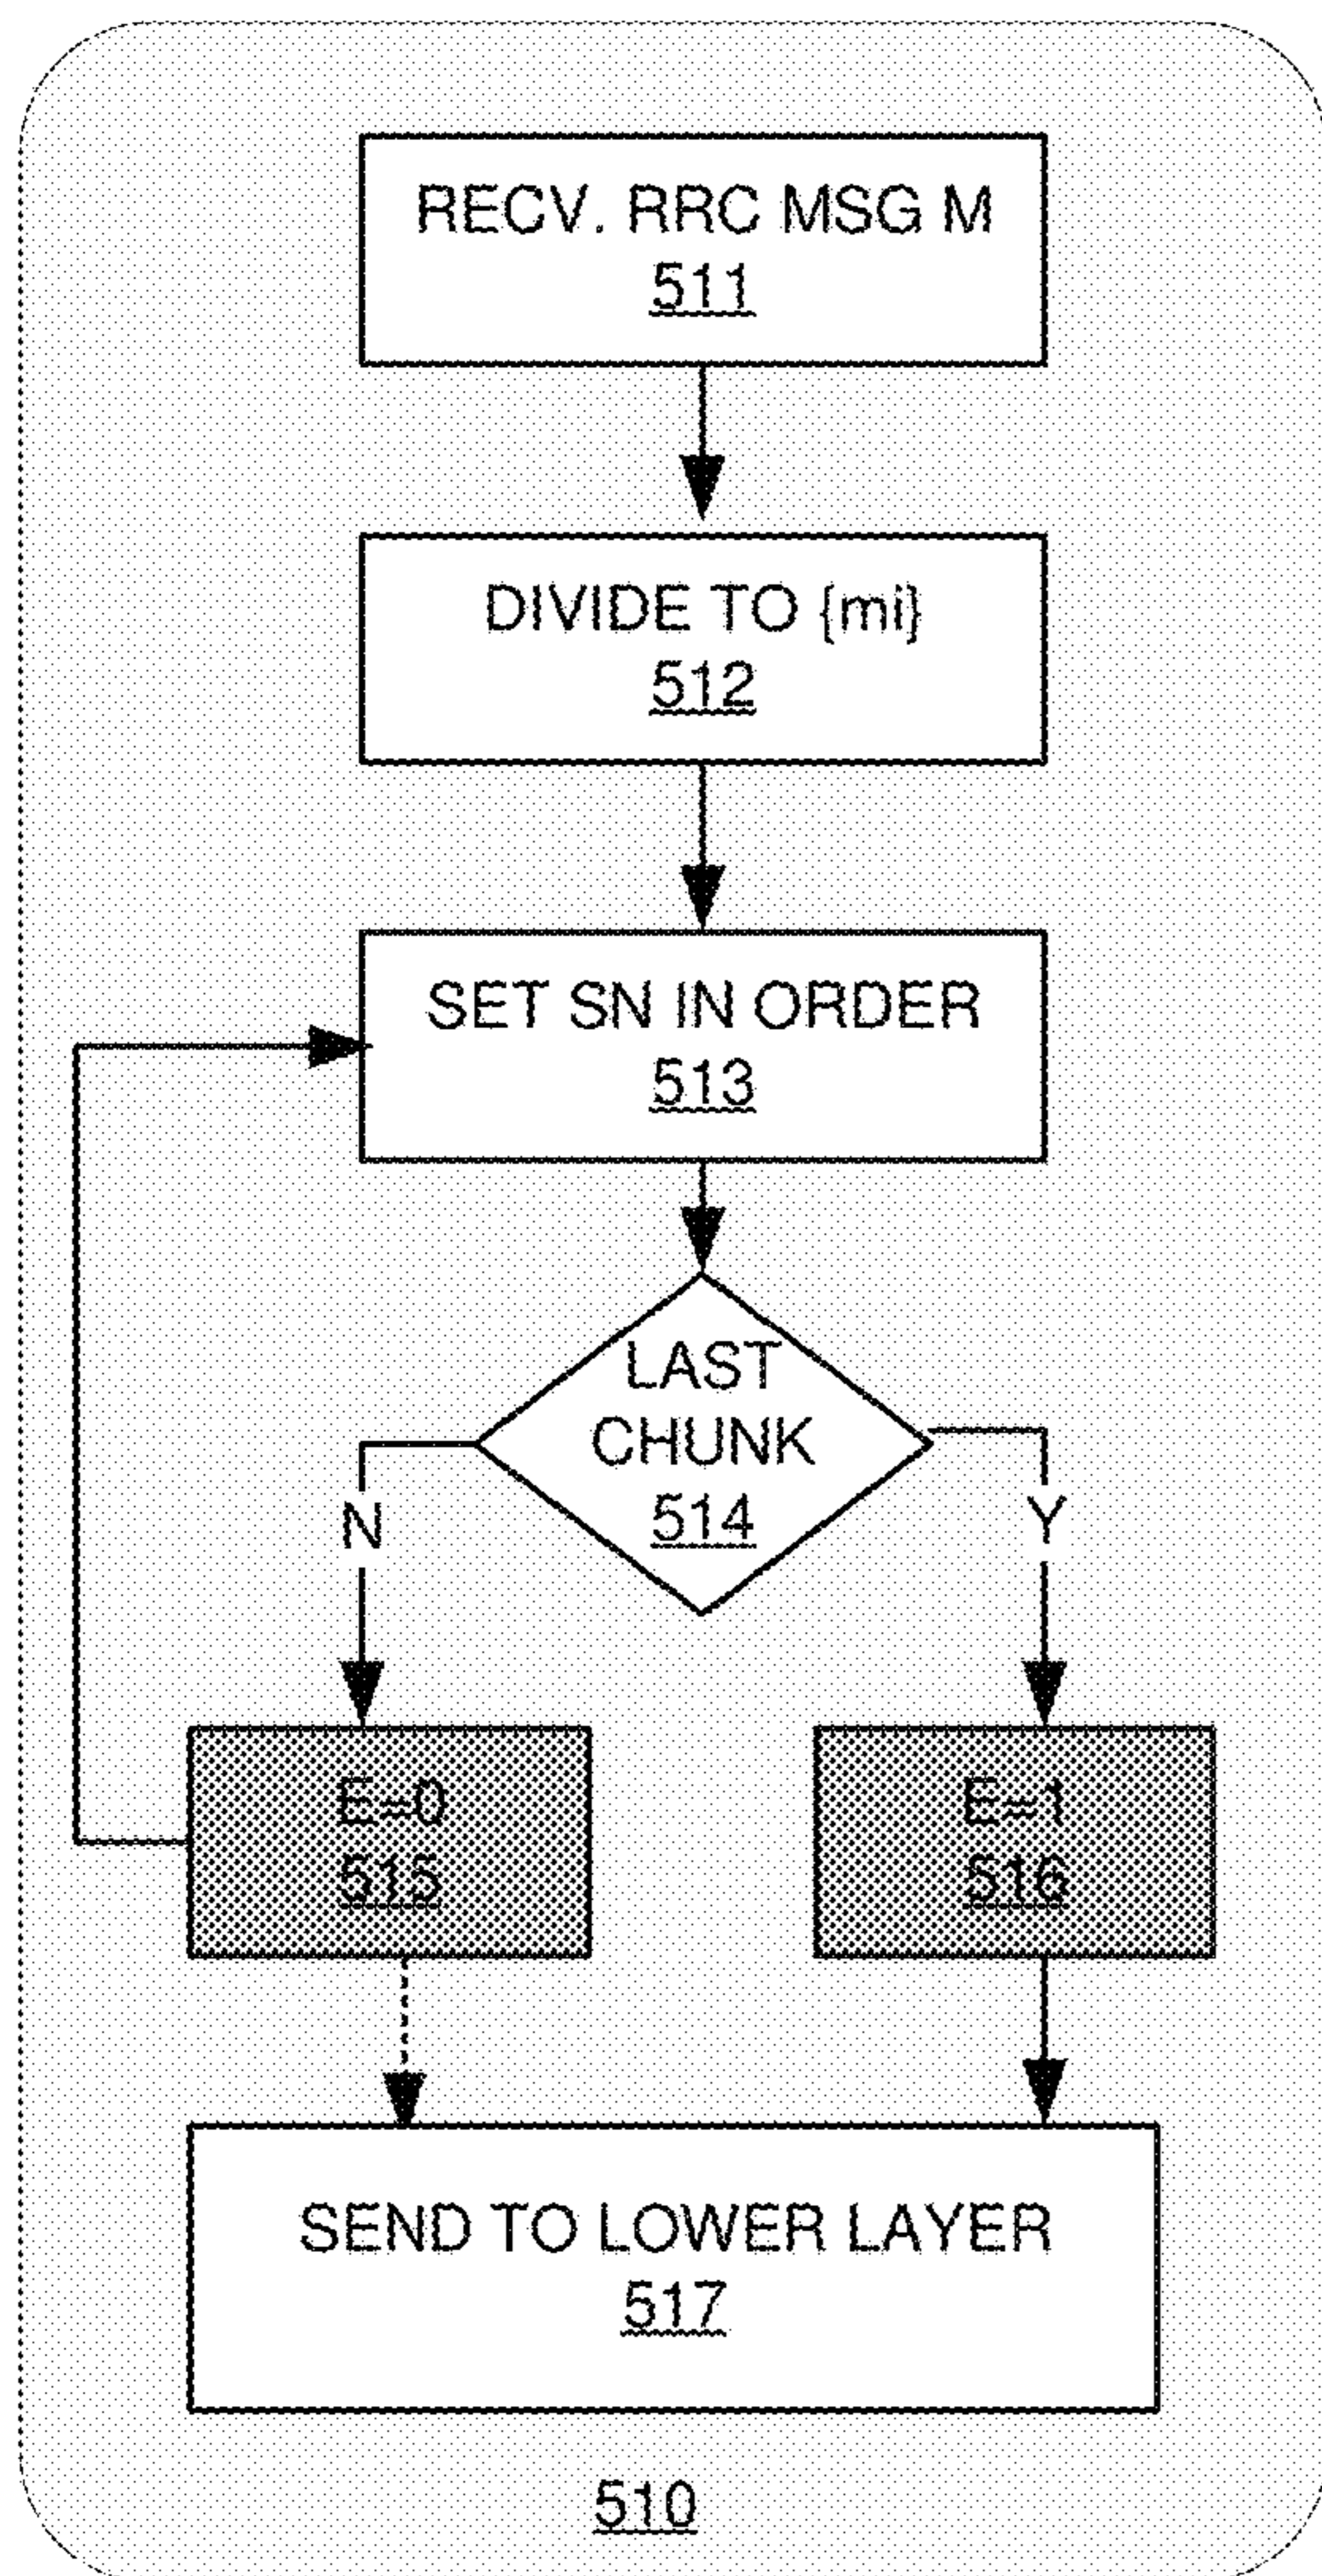 RECV. RRC MSG M
511
DIVIDE TO {mi}
512
SET SN IN ORDER
513
LAST
CHUNK
514
N
Y
E=0
515
E=1
516
SEND TO LOWER LAYER
517
510